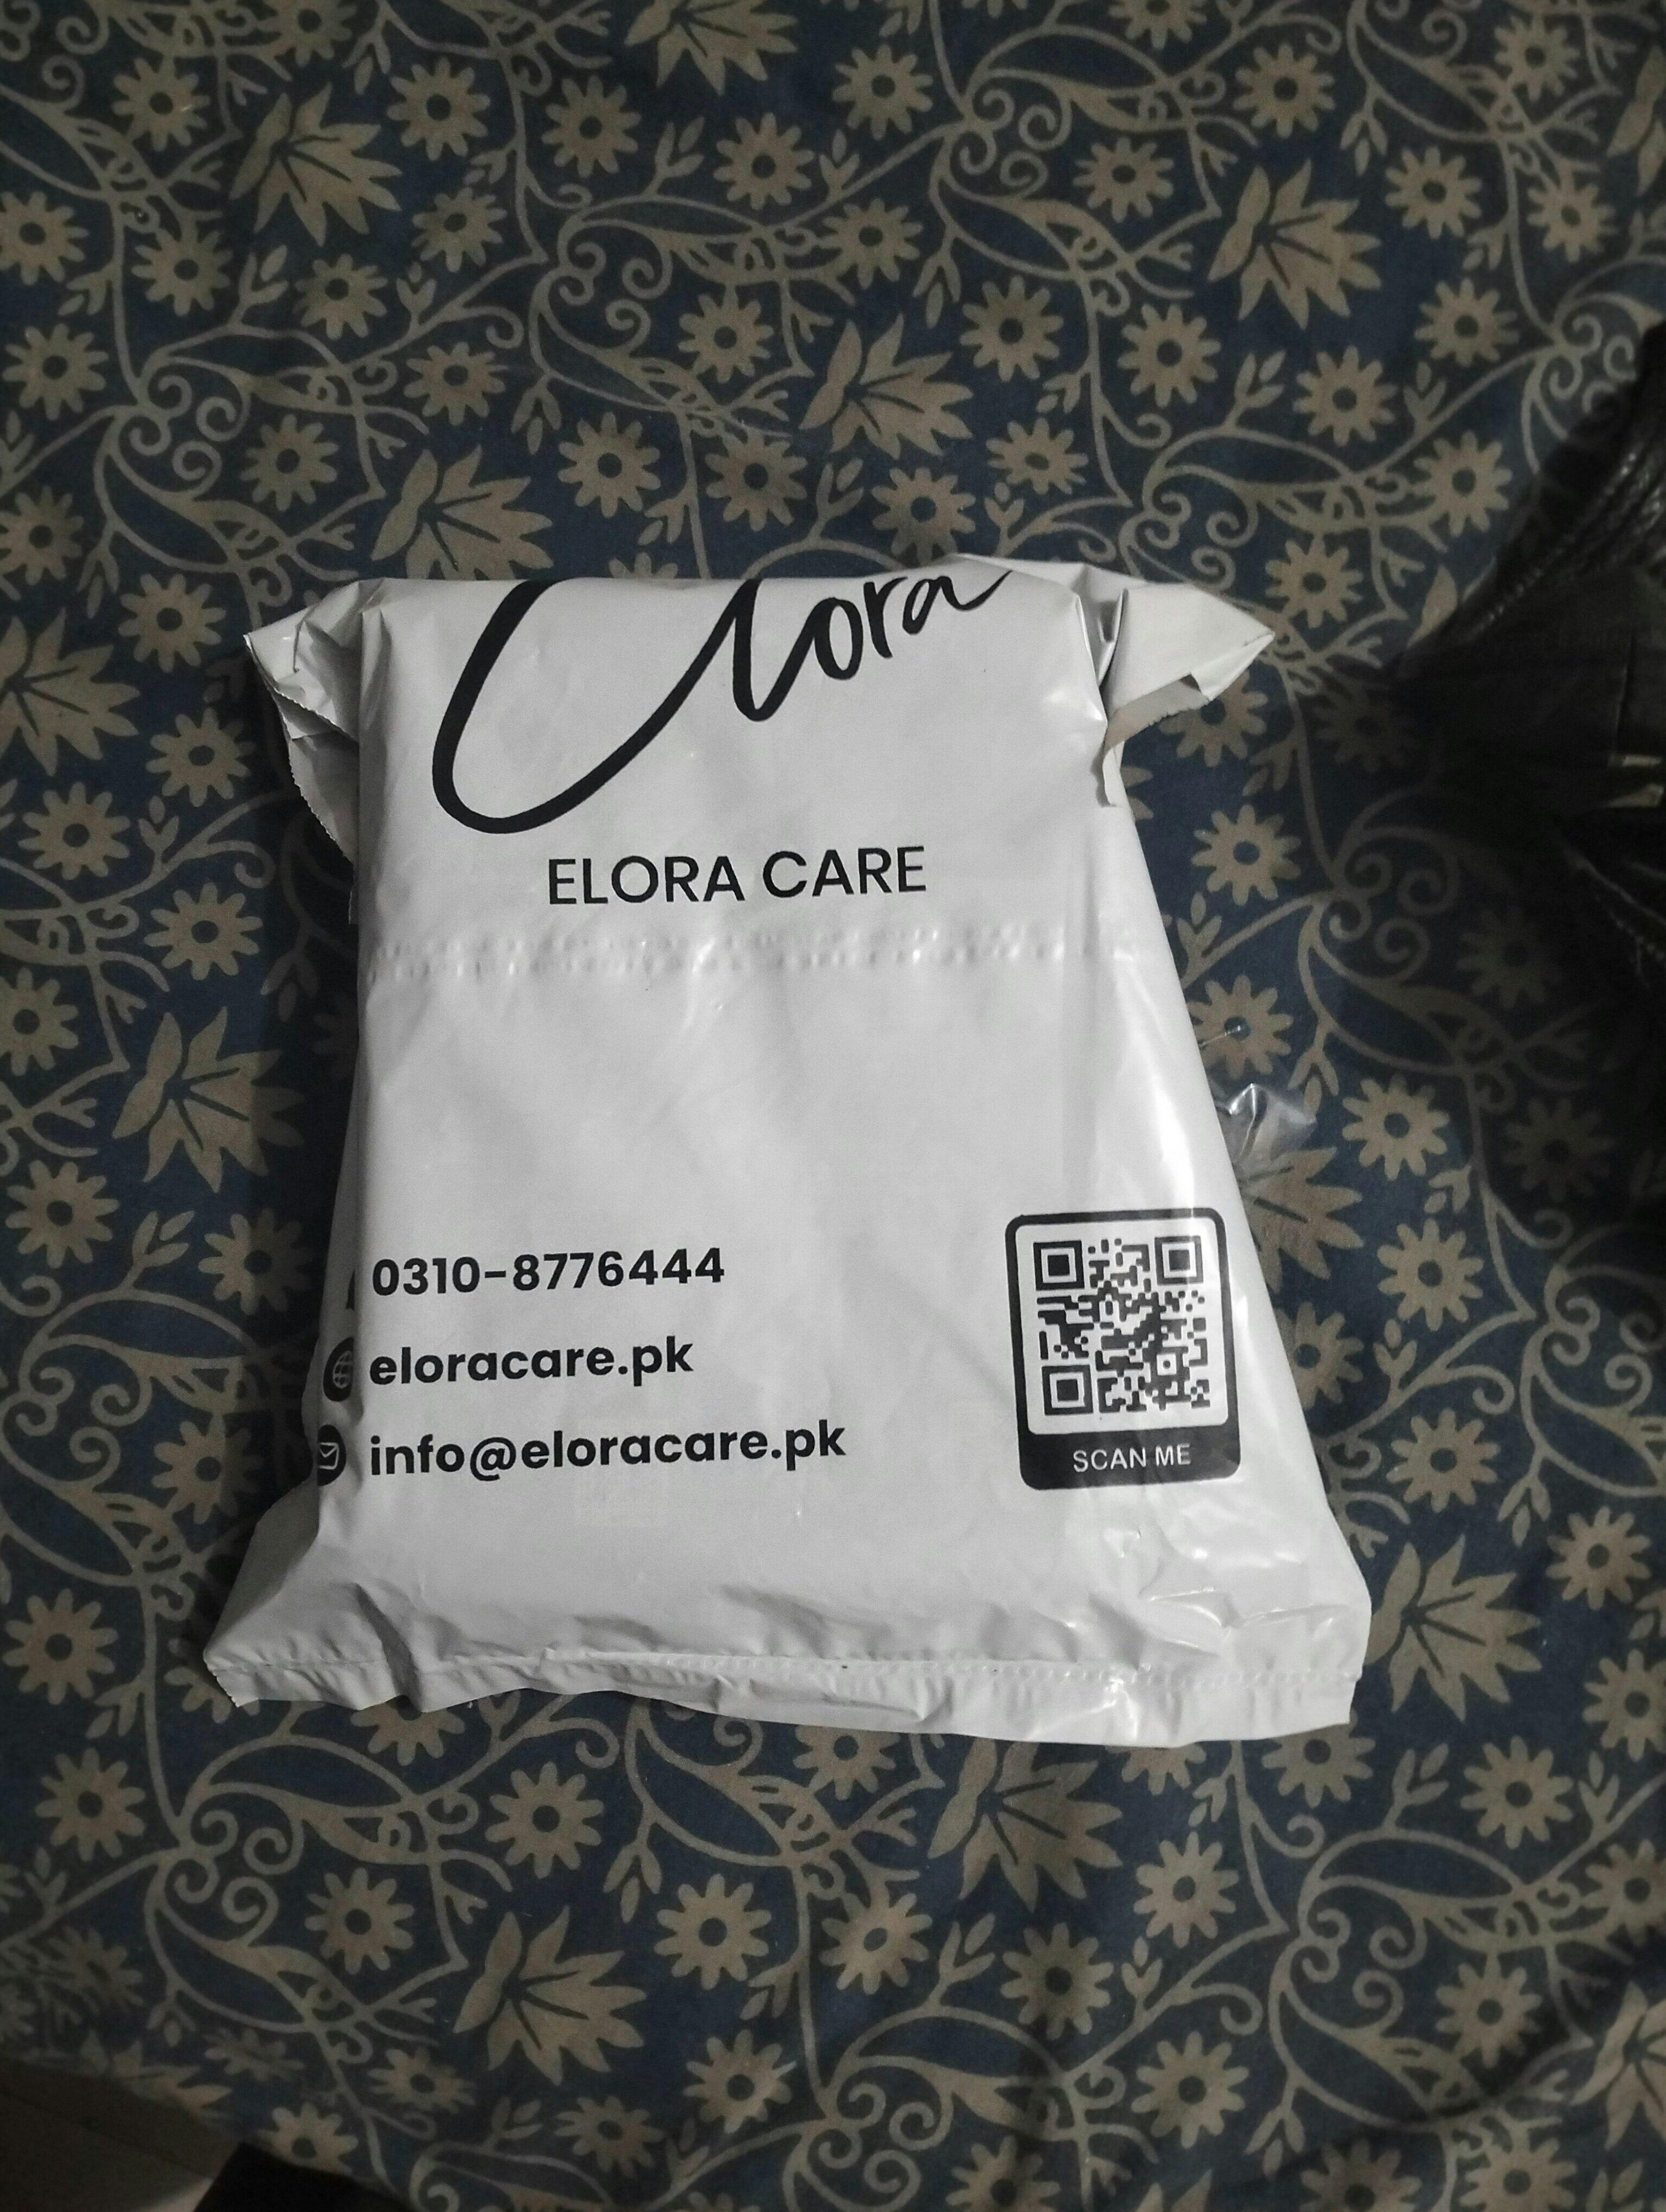 Elora
ELORA CARE
0310-8776444
eloracare.pk
info@eloracare.pk
SCAN ME